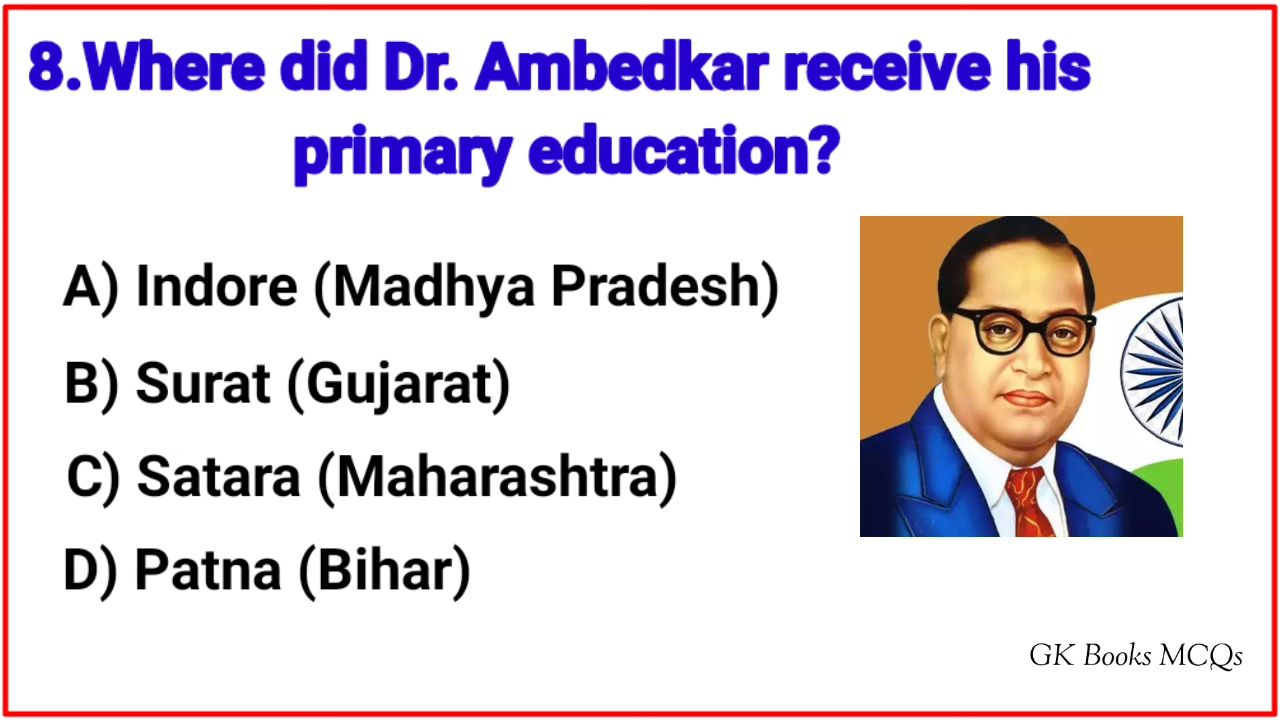 8.Where did Dr. Ambedkar receive his
primary education?
A) Indore (Madhya Pradesh)
B) Surat (Gujarat)
C) Satara (Maharashtra)
D) Patna (Bihar)
GK Books MCQs